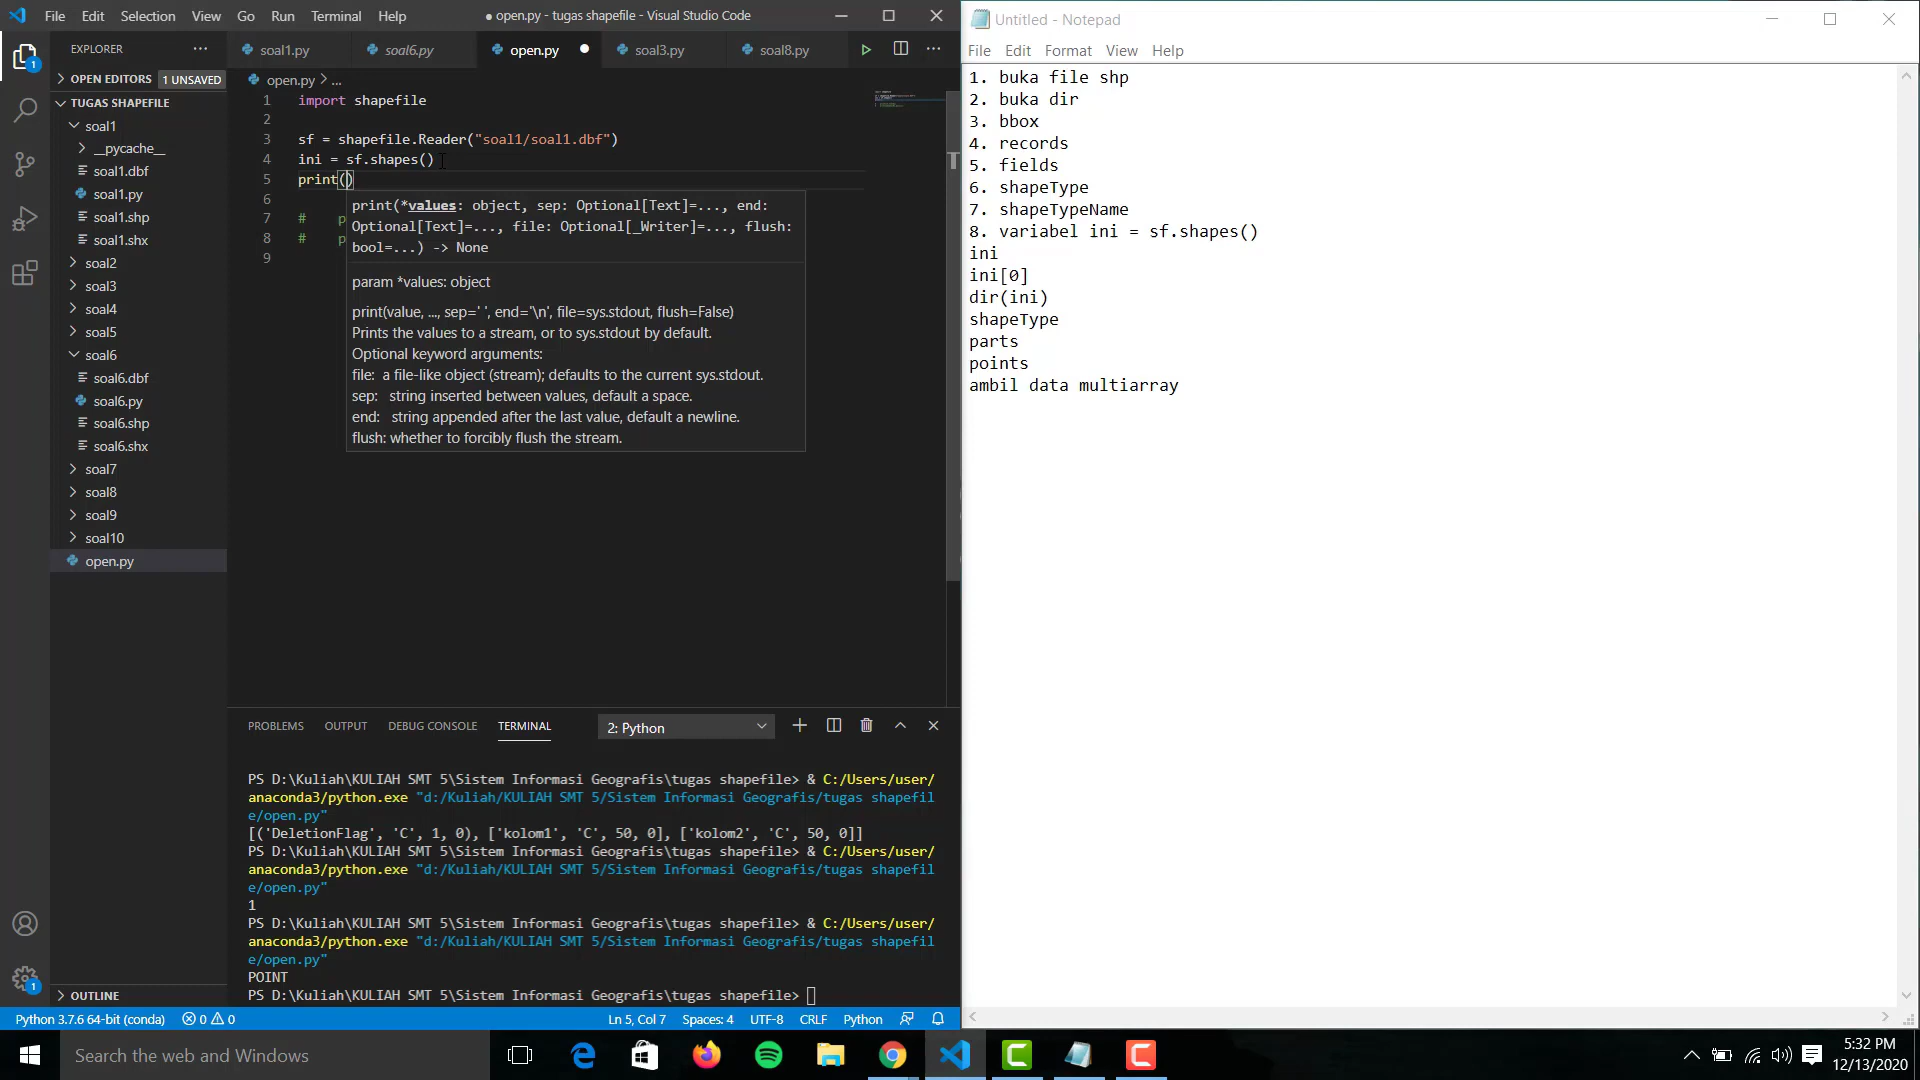 File Edit Selection View Go Run Terminal Help
● open.py - tugas shapefile - Visual Studio Code
EXPLORER
OPEN EDITORS 1 UNSAVED
TUGAS SHAPEFILE
soal1
__pycache__
soal1.dbf
soal1.py
soal1.shp
soal1.shx
soal2
soal3
soal4
soal5
soal6
soal6.dbf
soal6.py
soal6.shp
soal6.shx
soal7
soal8
soal9
soal10
open.py
OUTLINE
soal1.py soal6.py open.py soal3.py soal8.py
open.py > ...
1 import shapefile
2
3 sf = shapefile.Reader("soal1/soal1.dbf")
4 ini = sf.shapes()
5 print()
6
7 # p
8 # p
9
print(*values: object, sep: Optional[Text]=..., end:
Optional[Text]=..., file: Optional[_Writer]=..., flush:
bool=...) -> None
param *values: object
print(value, ..., sep=' ', end='\n', file=sys.stdout, flush=False)
Prints the values to a stream, or to sys.stdout by default.
Optional keyword arguments:
file: a file-like object (stream); defaults to the current sys.stdout.
sep: string inserted between values, default a space.
end: string appended after the last value, default a newline.
flush: whether to forcibly flush the stream.
PROBLEMS OUTPUT DEBUG CONSOLE TERMINAL 2: Python
PS D:\Kuliah\KULIAH SMT 5\Sistem Informasi Geografis\tugas shapefile> & C:/Users/user/
anaconda3/python.exe "d:/Kuliah/KULIAH SMT 5/Sistem Informasi Geografis/tugas shapefil
e/open.py"
[('DeletionFlag', 'C', 1, 0), ['kolom1', 'C', 50, 0], ['kolom2', 'C', 50, 0]]
PS D:\Kuliah\KULIAH SMT 5\Sistem Informasi Geografis\tugas shapefile> & C:/Users/user/
anaconda3/python.exe "d:/Kuliah/KULIAH SMT 5/Sistem Informasi Geografis/tugas shapefil
e/open.py"
1
PS D:\Kuliah\KULIAH SMT 5\Sistem Informasi Geografis\tugas shapefile> & C:/Users/user/
anaconda3/python.exe "d:/Kuliah/KULIAH SMT 5/Sistem Informasi Geografis/tugas shapefil
e/open.py"
POINT
PS D:\Kuliah\KULIAH SMT 5\Sistem Informasi Geografis\tugas shapefile>
Python 3.7.6 64-bit (conda) 0 0 Ln 5, Col 7 Spaces: 4 UTF-8 CRLF Python
Untitled - Notepad
File Edit Format View Help
1. buka file shp
2. buka dir
3. bbox
4. records
5. fields
6. shapeType
7. shapeTypeName
8. variabel ini = sf.shapes()
ini
ini[0]
dir(ini)
shapeType
parts
points
ambil data multiarray
Search the web and Windows
5:32 PM
12/13/2020